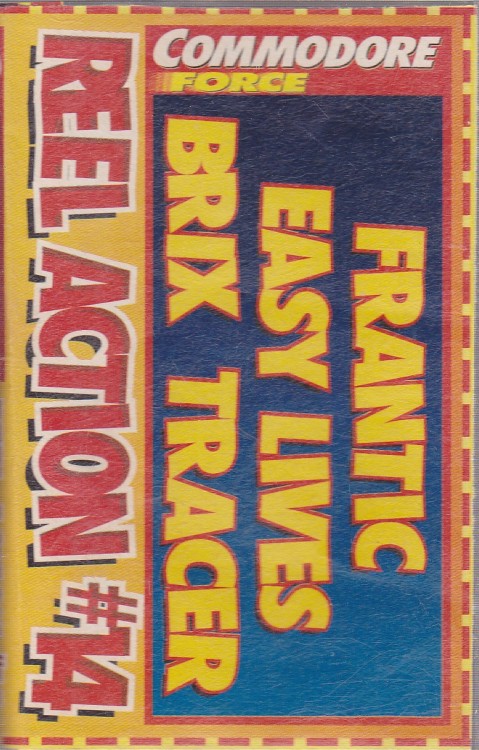 COMMODORE
FORCE
REEL ACTION #14
FRANTIC
EASY LIVES
BRIX TRACER